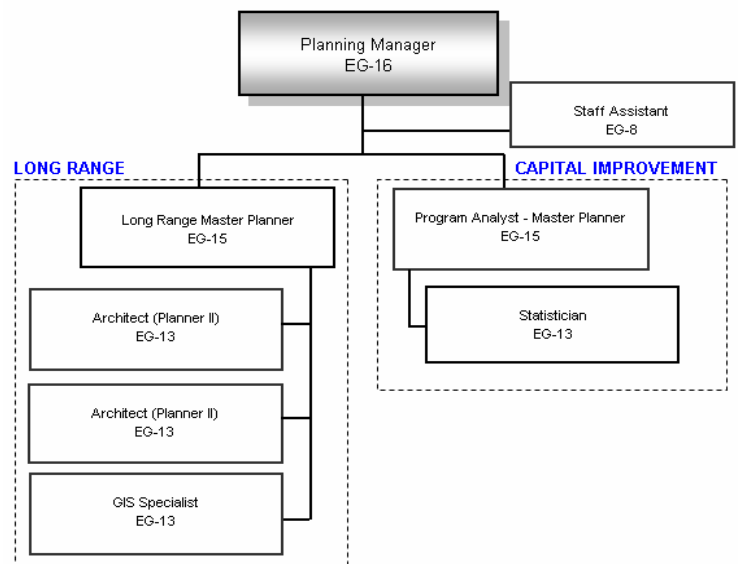 Planning Manager
EG-16
Staff Assistant
EG-8
LONG RANGE
CAPITAL IMPROVEMENT
Long Range Master Planner
EG-15
Program Analyst - Master Planner
EG-15
Architect (Planner II)
EG-13
Statistician
EG-13
Architect (Planner II)
EG-13
GIS Specialist
EG-13